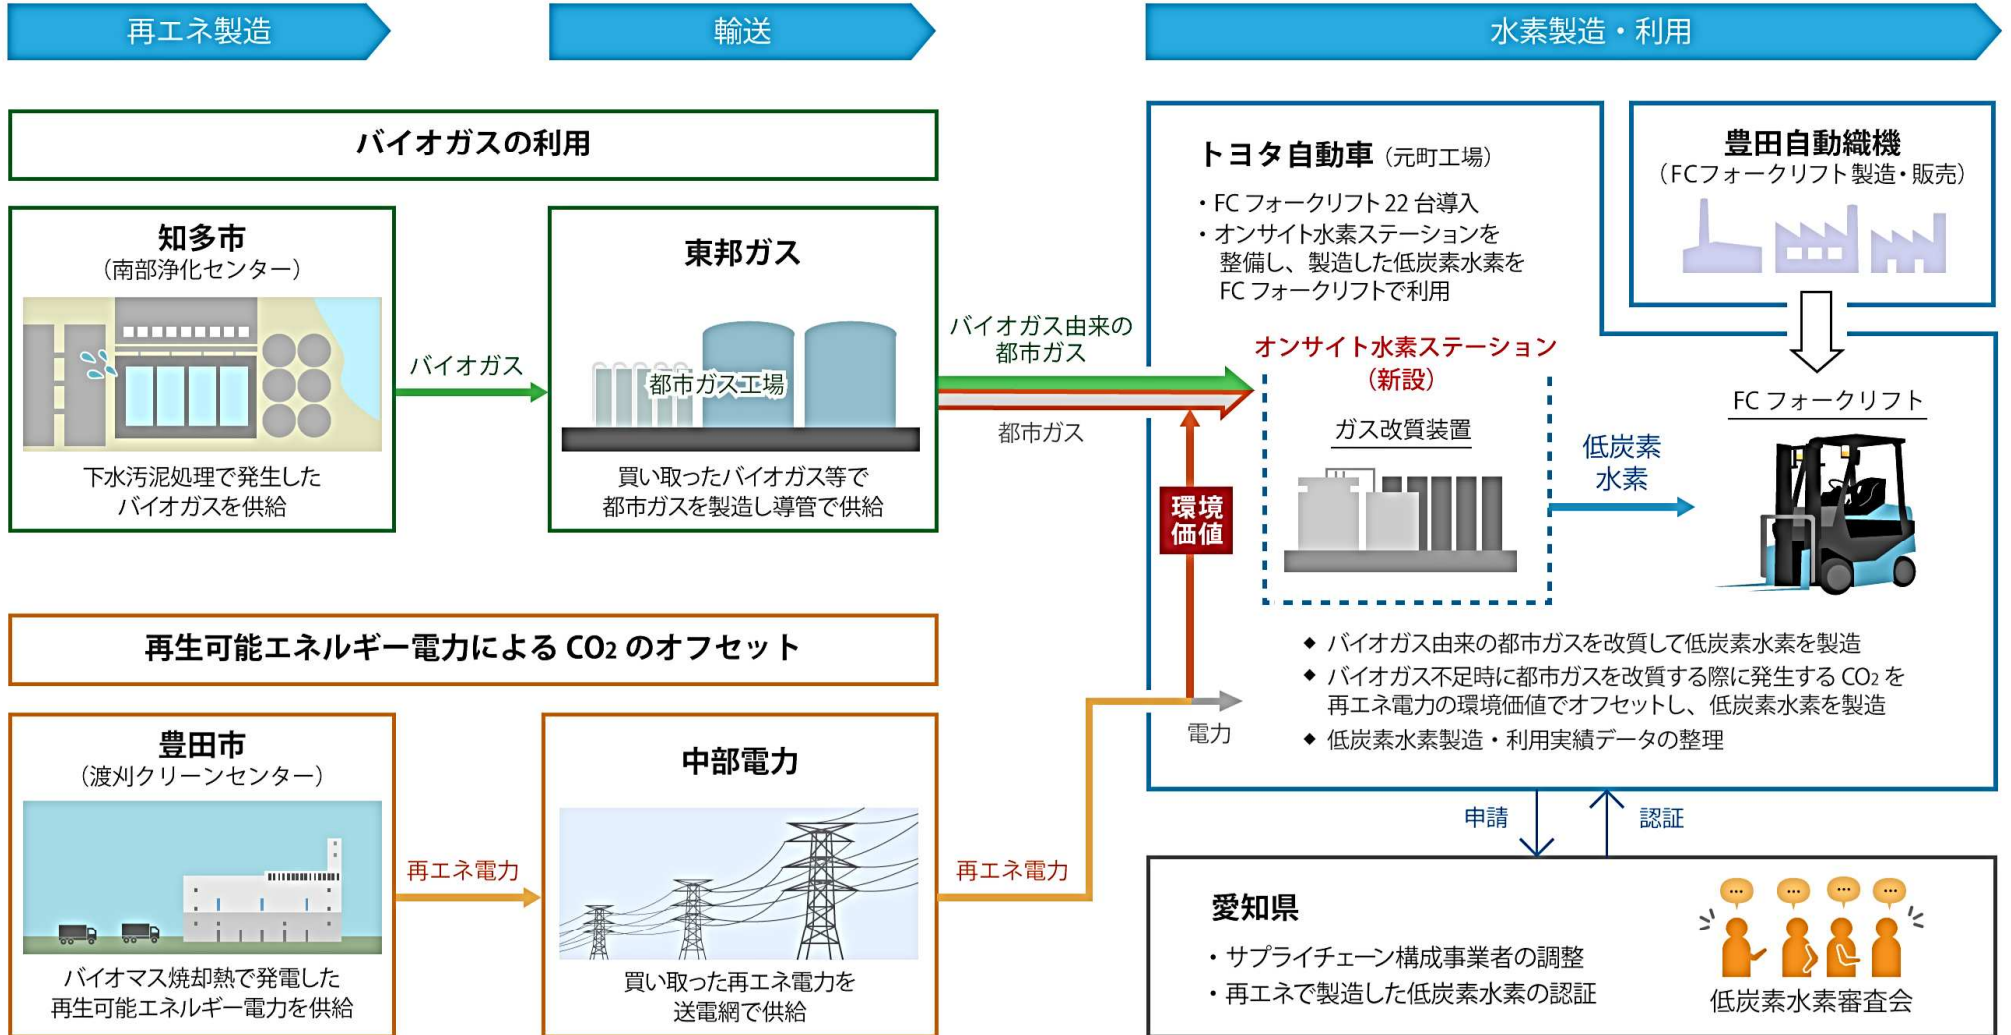 再エネ製造
輸送
水素製造・利用
バイオガスの利用
知多市
（南部浄化センター）
下水汚泥処理で発生した
バイオガスを供給
バイオガス
東邦ガス
都市ガス工場
買い取ったバイオガス等で
都市ガスを製造し導管で供給
バイオガス由来の
都市ガス
都市ガス
環境
価値
トヨタ自動車（元町工場）
・FC フォークリフト 22 台導入
・オンサイト水素ステーションを
整備し、製造した低炭素水素を
FC フォークリフトで利用
オンサイト水素ステーション
（新設）
ガス改質装置
低炭素
水素
豊田自動織機
（FCフォークリフト製造・販売）
FC フォークリフト
◆ バイオガス由来の都市ガスを改質して低炭素水素を製造
◆ バイオガス不足時に都市ガスを改質する際に発生する CO₂ を
再エネ電力の環境価値でオフセットし、低炭素水素を製造
◆ 低炭素水素製造・利用実績データの整理
再生可能エネルギー電力による CO₂ のオフセット
豊田市
（渡刈クリーンセンター）
バイオマス焼却熱で発電した
再生可能エネルギー電力を供給
再エネ電力
中部電力
買い取った再エネ電力を
送電網で供給
再エネ電力
電力
申請
認証
愛知県
・サプライチェーン構成事業者の調整
・再エネで製造した低炭素水素の認証
低炭素水素審査会